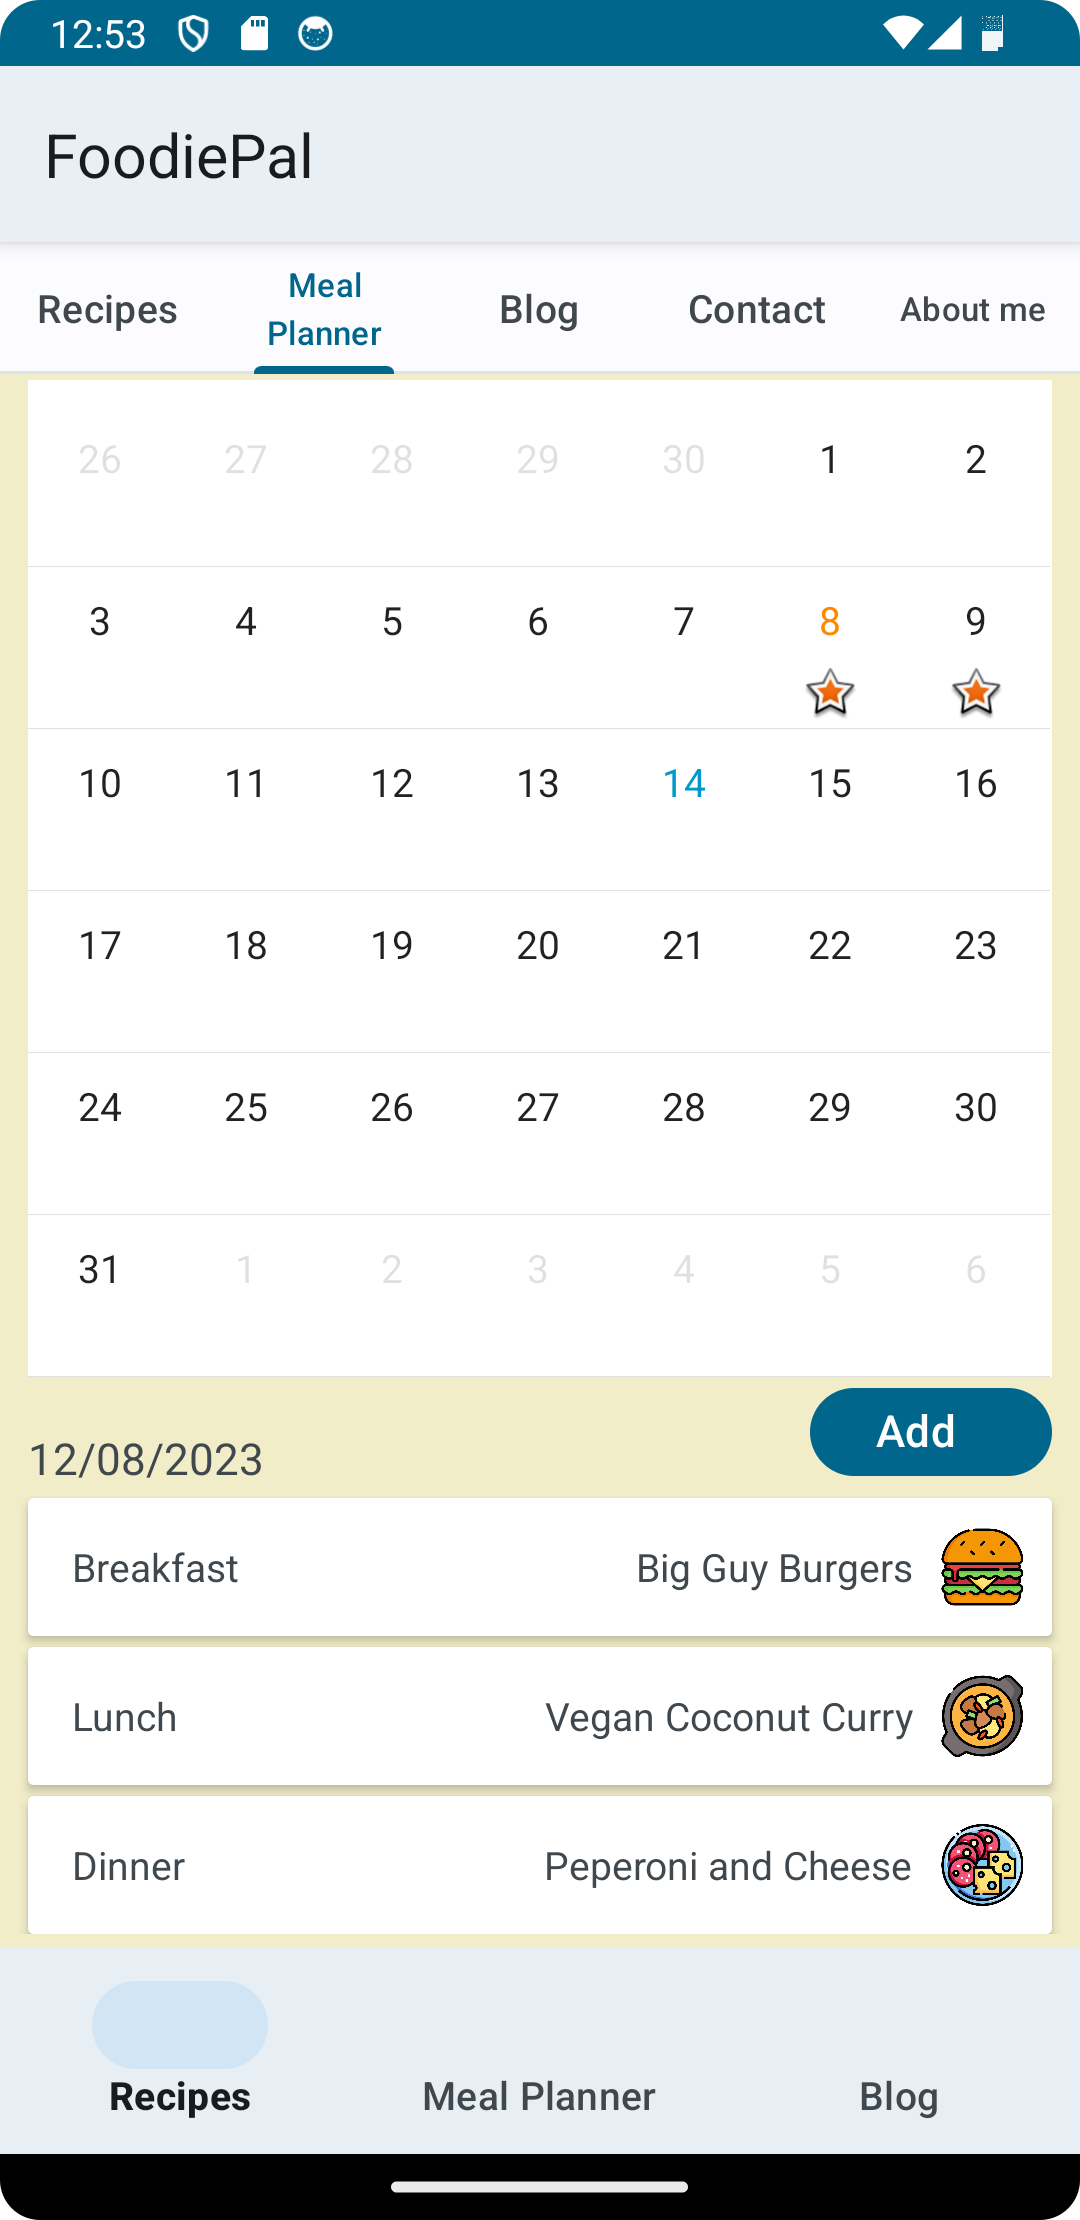 12:53
FoodiePal
Recipes
Meal
Planner
Blog
Contact
About me
26 27 28 29 30 1 2
3 4 5 6 7 8 9
10 11 12 13 14 15 16
17 18 19 20 21 22 23
24 25 26 27 28 29 30
31 1 2 3 4 5 6
12/08/2023
Add
Breakfast Big Guy Burgers
Lunch Vegan Coconut Curry
Dinner Peperoni and Cheese
Recipes Meal Planner Blog